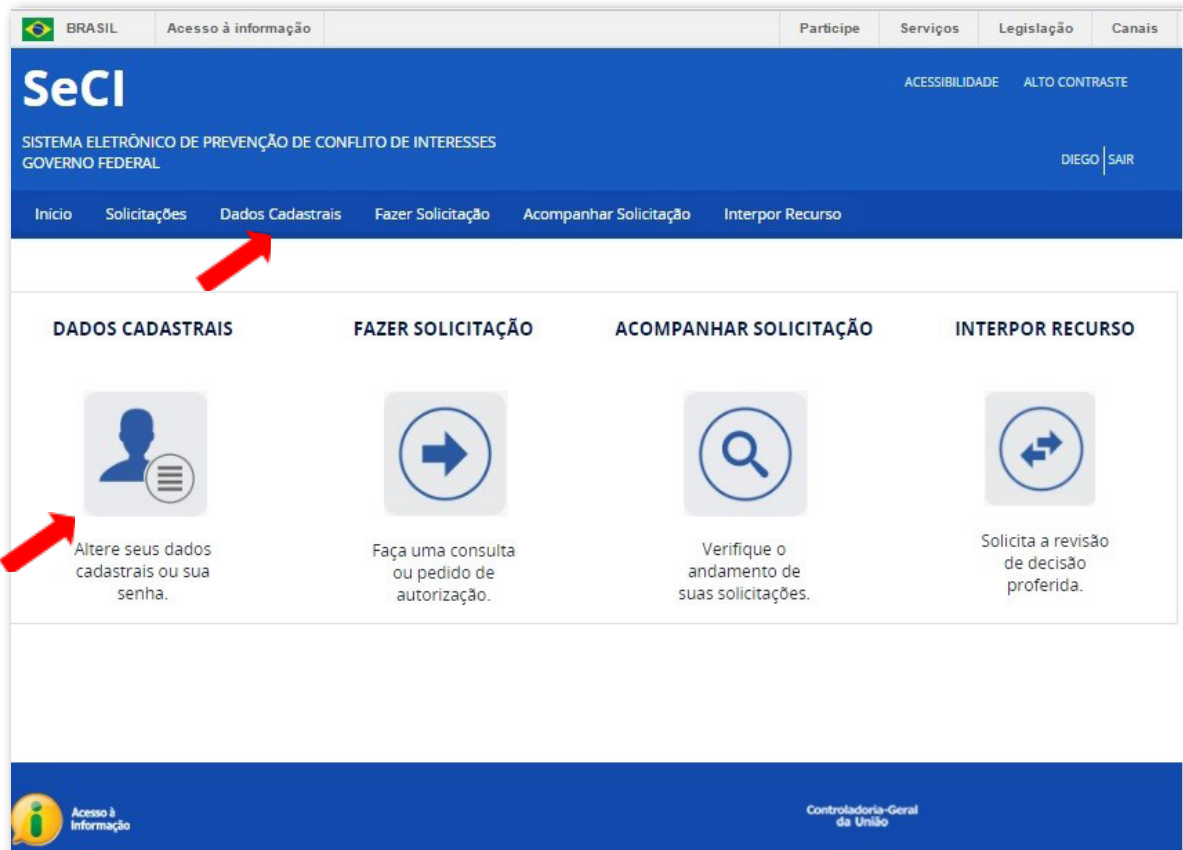 BRASIL Acesso à informação Participe Serviços Legislação Canais
SeCI
ACESSIBILIDADE ALTO CONTRASTE
SISTEMA ELETRÔNICO DE PREVENÇÃO DE CONFLITO DE INTERESSES
GOVERNO FEDERAL
DIEGO SAIR
Início Solicitações Dados Cadastrais Fazer Solicitação Acompanhar Solicitação Interpor Recurso
DADOS CADASTRAIS
Altere seus dados
cadastrais ou sua
senha.
FAZER SOLICITAÇÃO
Faça uma consulta
ou pedido de
autorização.
ACOMPANHAR SOLICITAÇÃO
Verifique o
andamento de
suas solicitações.
INTERPOR RECURSO
Solicita a revisão
de decisão
proferida.
Acesso à
Informação
Controladoria-Geral
da União